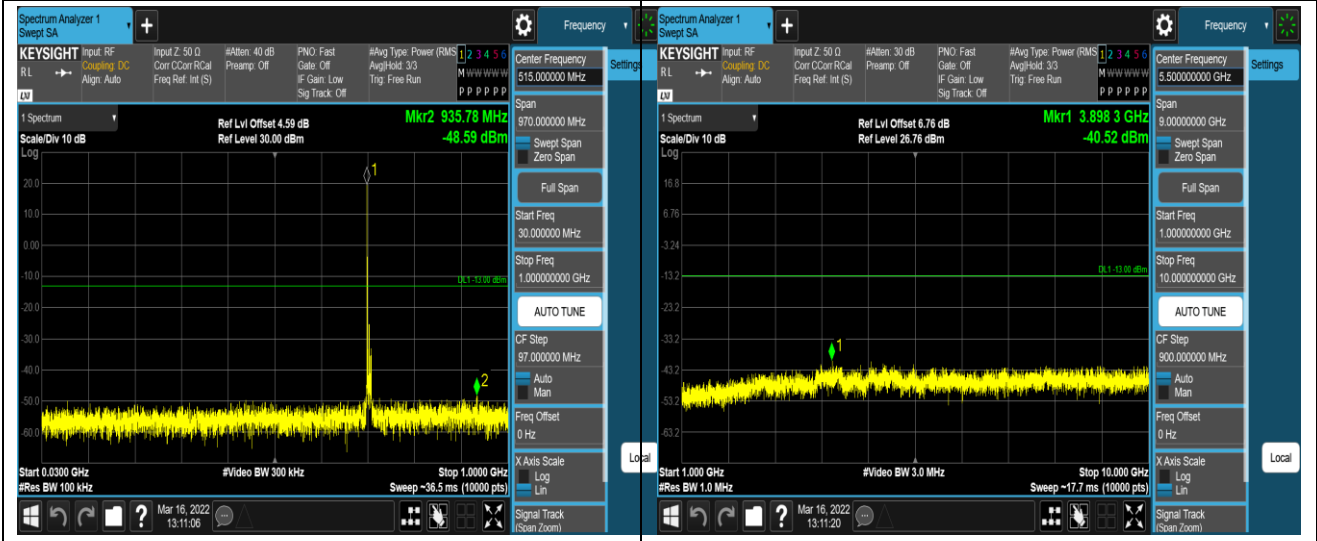 Spectrum Analyzer 1
Swept SA
Frequency
KEYSIGHT
RL
LXI
Input: RF
Coupling: DC
Align: Auto
Input Z: 50 Ω
Corr CCorr RCal
Freq Ref: Int (S)
#Atten: 40 dB
Preamp: Off
PNO: Fast
Gate: Off
IF Gain: Low
Sig Track: Off
#Avg Type: Power (RMS
Avg|Hold: 3/3
Trig: Free Run
1 2 3 4 5 6
M W W W W W
P P P P P P
1 Spectrum
Scale/Div 10 dB
Log
Ref Lvl Offset 4.59 dB
Ref Level 30.00 dBm
Mkr2 935.78 MHz
-48.59 dBm
1
20.0
10.0
0.00
-10.0
DL1 -13.00 dBm
-20.0
-30.0
-40.0
2
-50.0
-60.0
Start 0.0300 GHz
#Res BW 100 kHz
#Video BW 300 kHz
Stop 1.0000 GHz
Sweep ~36.5 ms (10000 pts)
Center Frequency
515.000000 MHz
Span
970.000000 MHz
Swept Span
Zero Span
Full Span
Start Freq
30.000000 MHz
Stop Freq
1.000000000 GHz
AUTO TUNE
CF Step
97.000000 MHz
Auto
Man
Freq Offset
0 Hz
X Axis Scale
Log
Lin
Signal Track
(Span Zoom)
Settings
Local
?
Mar 16, 2022
13:11:06
Spectrum Analyzer 1
Swept SA
Frequency
KEYSIGHT
RL
LXI
Input: RF
Coupling: DC
Align: Auto
Input Z: 50 Ω
Corr CCorr RCal
Freq Ref: Int (S)
#Atten: 30 dB
Preamp: Off
PNO: Fast
Gate: Off
IF Gain: Low
Sig Track: Off
#Avg Type: Power (RMS
Avg|Hold: 3/3
Trig: Free Run
1 2 3 4 5 6
M W W W W W
P P P P P P
1 Spectrum
Scale/Div 10 dB
Log
Ref Lvl Offset 6.76 dB
Ref Level 26.76 dBm
Mkr1 3.898 3 GHz
-40.52 dBm
16.8
6.76
-3.24
DL1 -13.00 dBm
-13.2
-23.2
-33.2
1
-43.2
-53.2
-63.2
Start 1.000 GHz
#Res BW 1.0 MHz
#Video BW 3.0 MHz
Stop 10.000 GHz
Sweep ~17.7 ms (10000 pts)
Center Frequency
5.500000000 GHz
Span
9.00000000 GHz
Swept Span
Zero Span
Full Span
Start Freq
1.000000000 GHz
Stop Freq
10.000000000 GHz
AUTO TUNE
CF Step
900.000000 MHz
Auto
Man
Freq Offset
0 Hz
X Axis Scale
Log
Lin
Signal Track
(Span Zoom)
Settings
Local
?
Mar 16, 2022
13:11:20